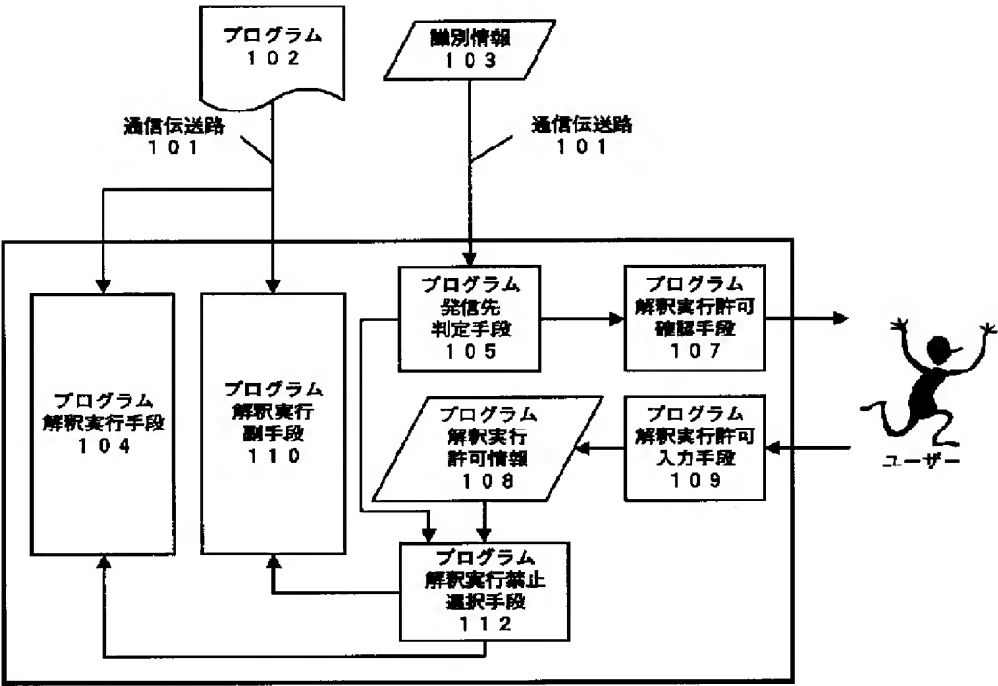 プログラム
102
識別情報
103
通信伝送路
101
通信伝送路
101
プログラム
発信先
判定手段
105
プログラム
解釈実行許可
確認手段
107
プログラム
解釈実行手段
104
プログラム
解釈実行
副手段
110
プログラム
解釈実行
許可情報
108
プログラム
解釈実行許可
入力手段
109
ユーザー
プログラム
解釈実行禁止
選択手段
112